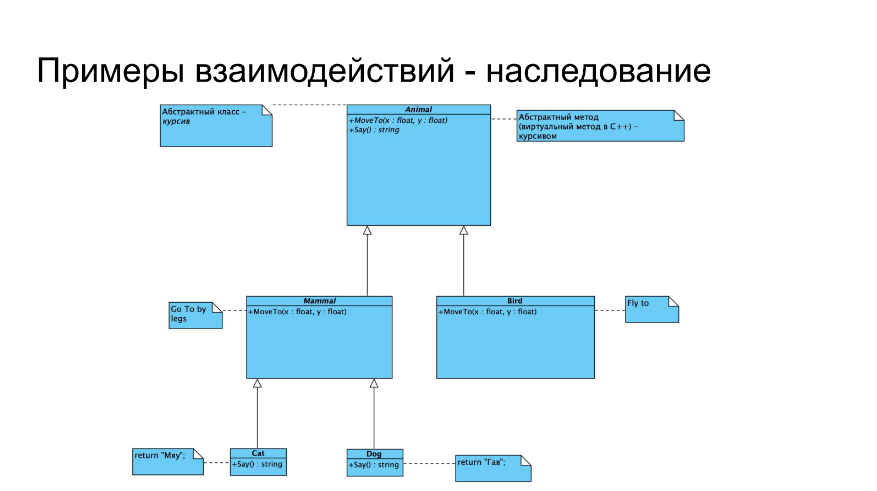 Примеры взаимодействий - наследование
Абстрактный класс –
курсив
Animal
+MoveTo(x : float, y : float)
+Say() : string
Абстрактный метод
(виртуальный метод в С++) –
курсивом
Go To by
legs
Mammal
+MoveTo(x : float, y : float)
Bird
+MoveTo(x : float, y : float)
Fly to
return "Мяу";
Cat
+Say() : string
Dog
+Say() : string
return "Гав";